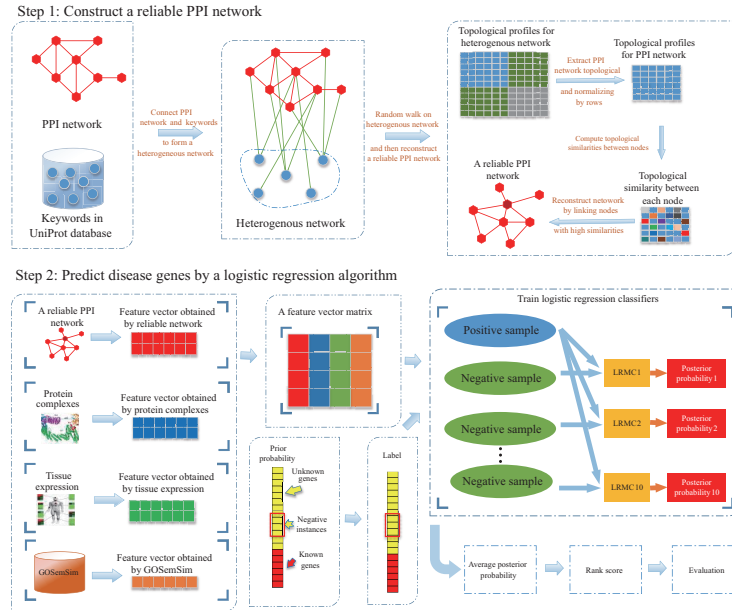 Step 1: Construct a reliable PPI network
PPI network
Keywords in
UniProt database
Connect PPI
network and keywords
to form a
heterogeneous network
Heterogenous network
Random walk on
heterogenous network
and then reconstruct
a reliable PPI network
Topological profiles for
heterogenous network
Extract PPI
network topological
and normalizing
by rows
Topological profiles
for PPI network
Compute topological
similarities between nodes
Topological
similarity between
each node
Reconstruct netowork
by linking nodes
with high similarities
A reliable PPI
network
Step 2: Predict disease genes by a logistic regression algorithm
A reliable PPI
network
Feature vector obtained
by reliable network
Protein
complexes
Feature vector obtained
by protein complexes
Tissue
expression
Feature vector obtained
by tissue expression
GOSemSim
Feature vector obtained
by GOSemSim
A feature vector matrix
Prior
probability
Unknown
genes
Negative
instances
Known
genes
Label
Train logistic regression classifiers
Positive sample
Negative sample
Negative sample
Negative sample
LRMC1
LRMC2
LRMC10
Posterior
probability1
Posterior
probability2
Posterior
probability10
Average posterior
probability
Rank score
Evaluation